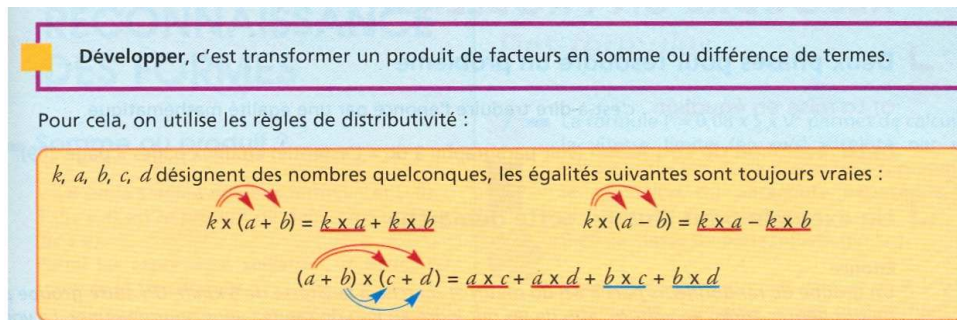 Développer, c'est transformer un produit de facteurs en somme ou différence de termes.
Pour cela, on utilise les règles de distributivité :
k, a, b, c, d désignent des nombres quelconques, les égalités suivantes sont toujours vraies :
k x (a + b) = k x a + k x b k x (a – b) = k x a – k x b
(a + b) x (c + d) = a x c + a x d + b x c + b x d